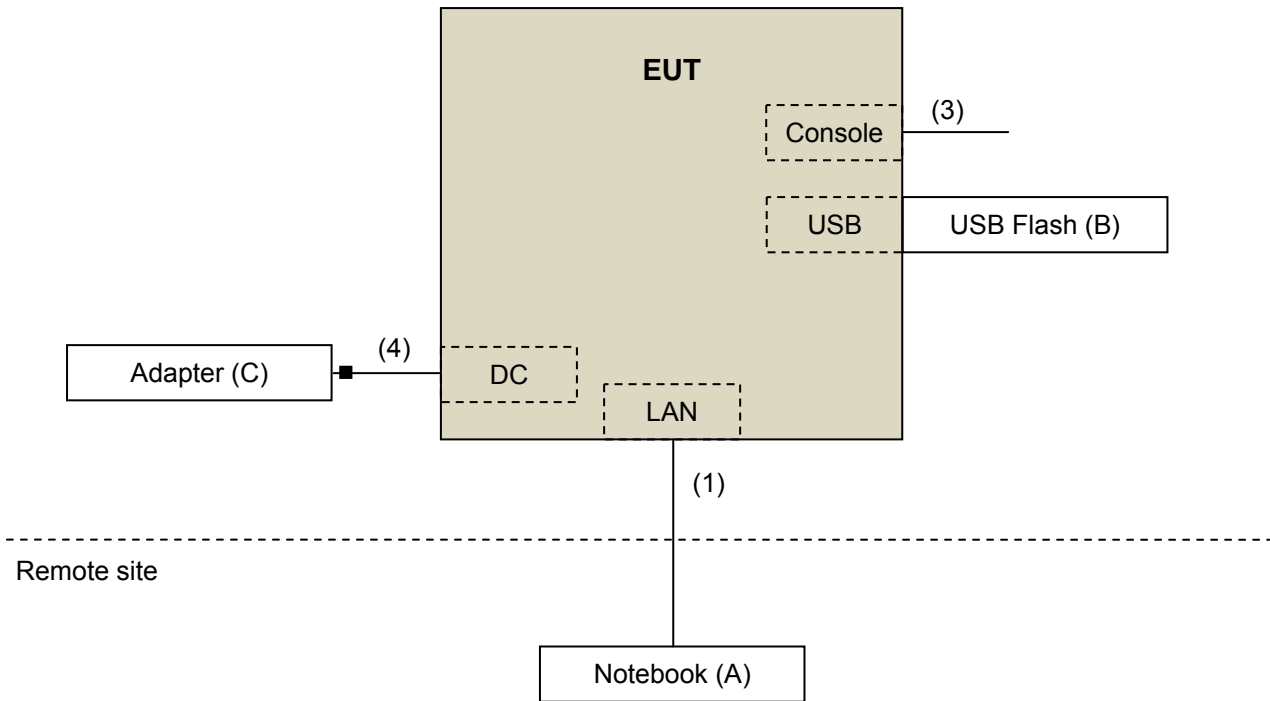 EUT
(3)
Console
USB
USB Flash (B)
(4)
Adapter (C)
DC
LAN
(1)
Remote site
Notebook (A)